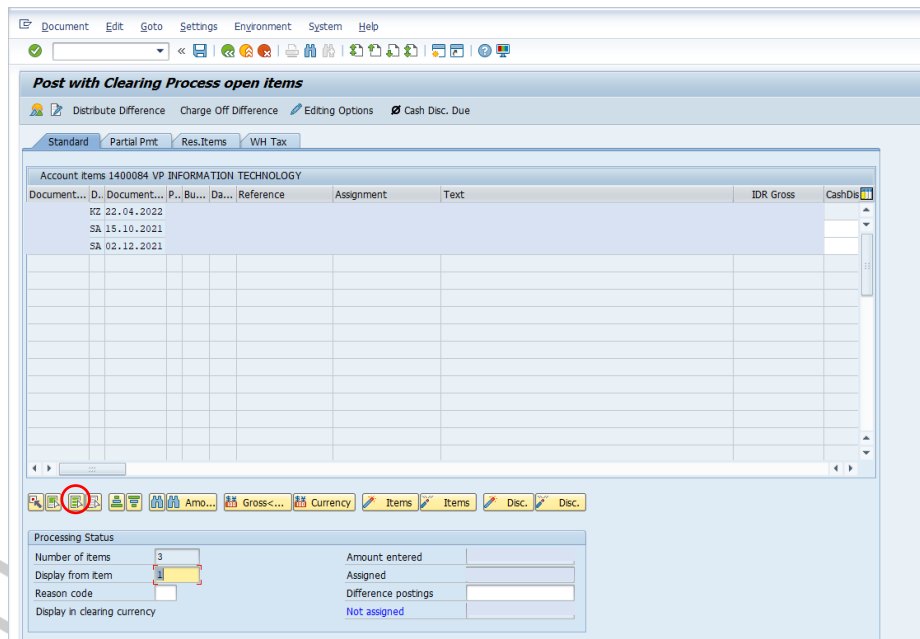 Document Edit Goto Settings Environment System Help
Post with Clearing Process open items
Distribute Difference Charge Off Difference Editing Options Cash Disc. Due
Standard Partial Pmt Res.Items WH Tax
Account items 1400084 VP INFORMATION TECHNOLOGY
Document... D.. Document... P.. Bu... Da... Reference Assignment Text IDR Gross CashDis
KZ 22.04.2022
SA 15.10.2021
SA 02.12.2021
Amo... Gross<... Currency Items Items Disc. Disc.
Processing Status
Number of items 3 Amount entered
Display from item 1 Assigned
Reason code Difference postings
Display in clearing currency Not assigned